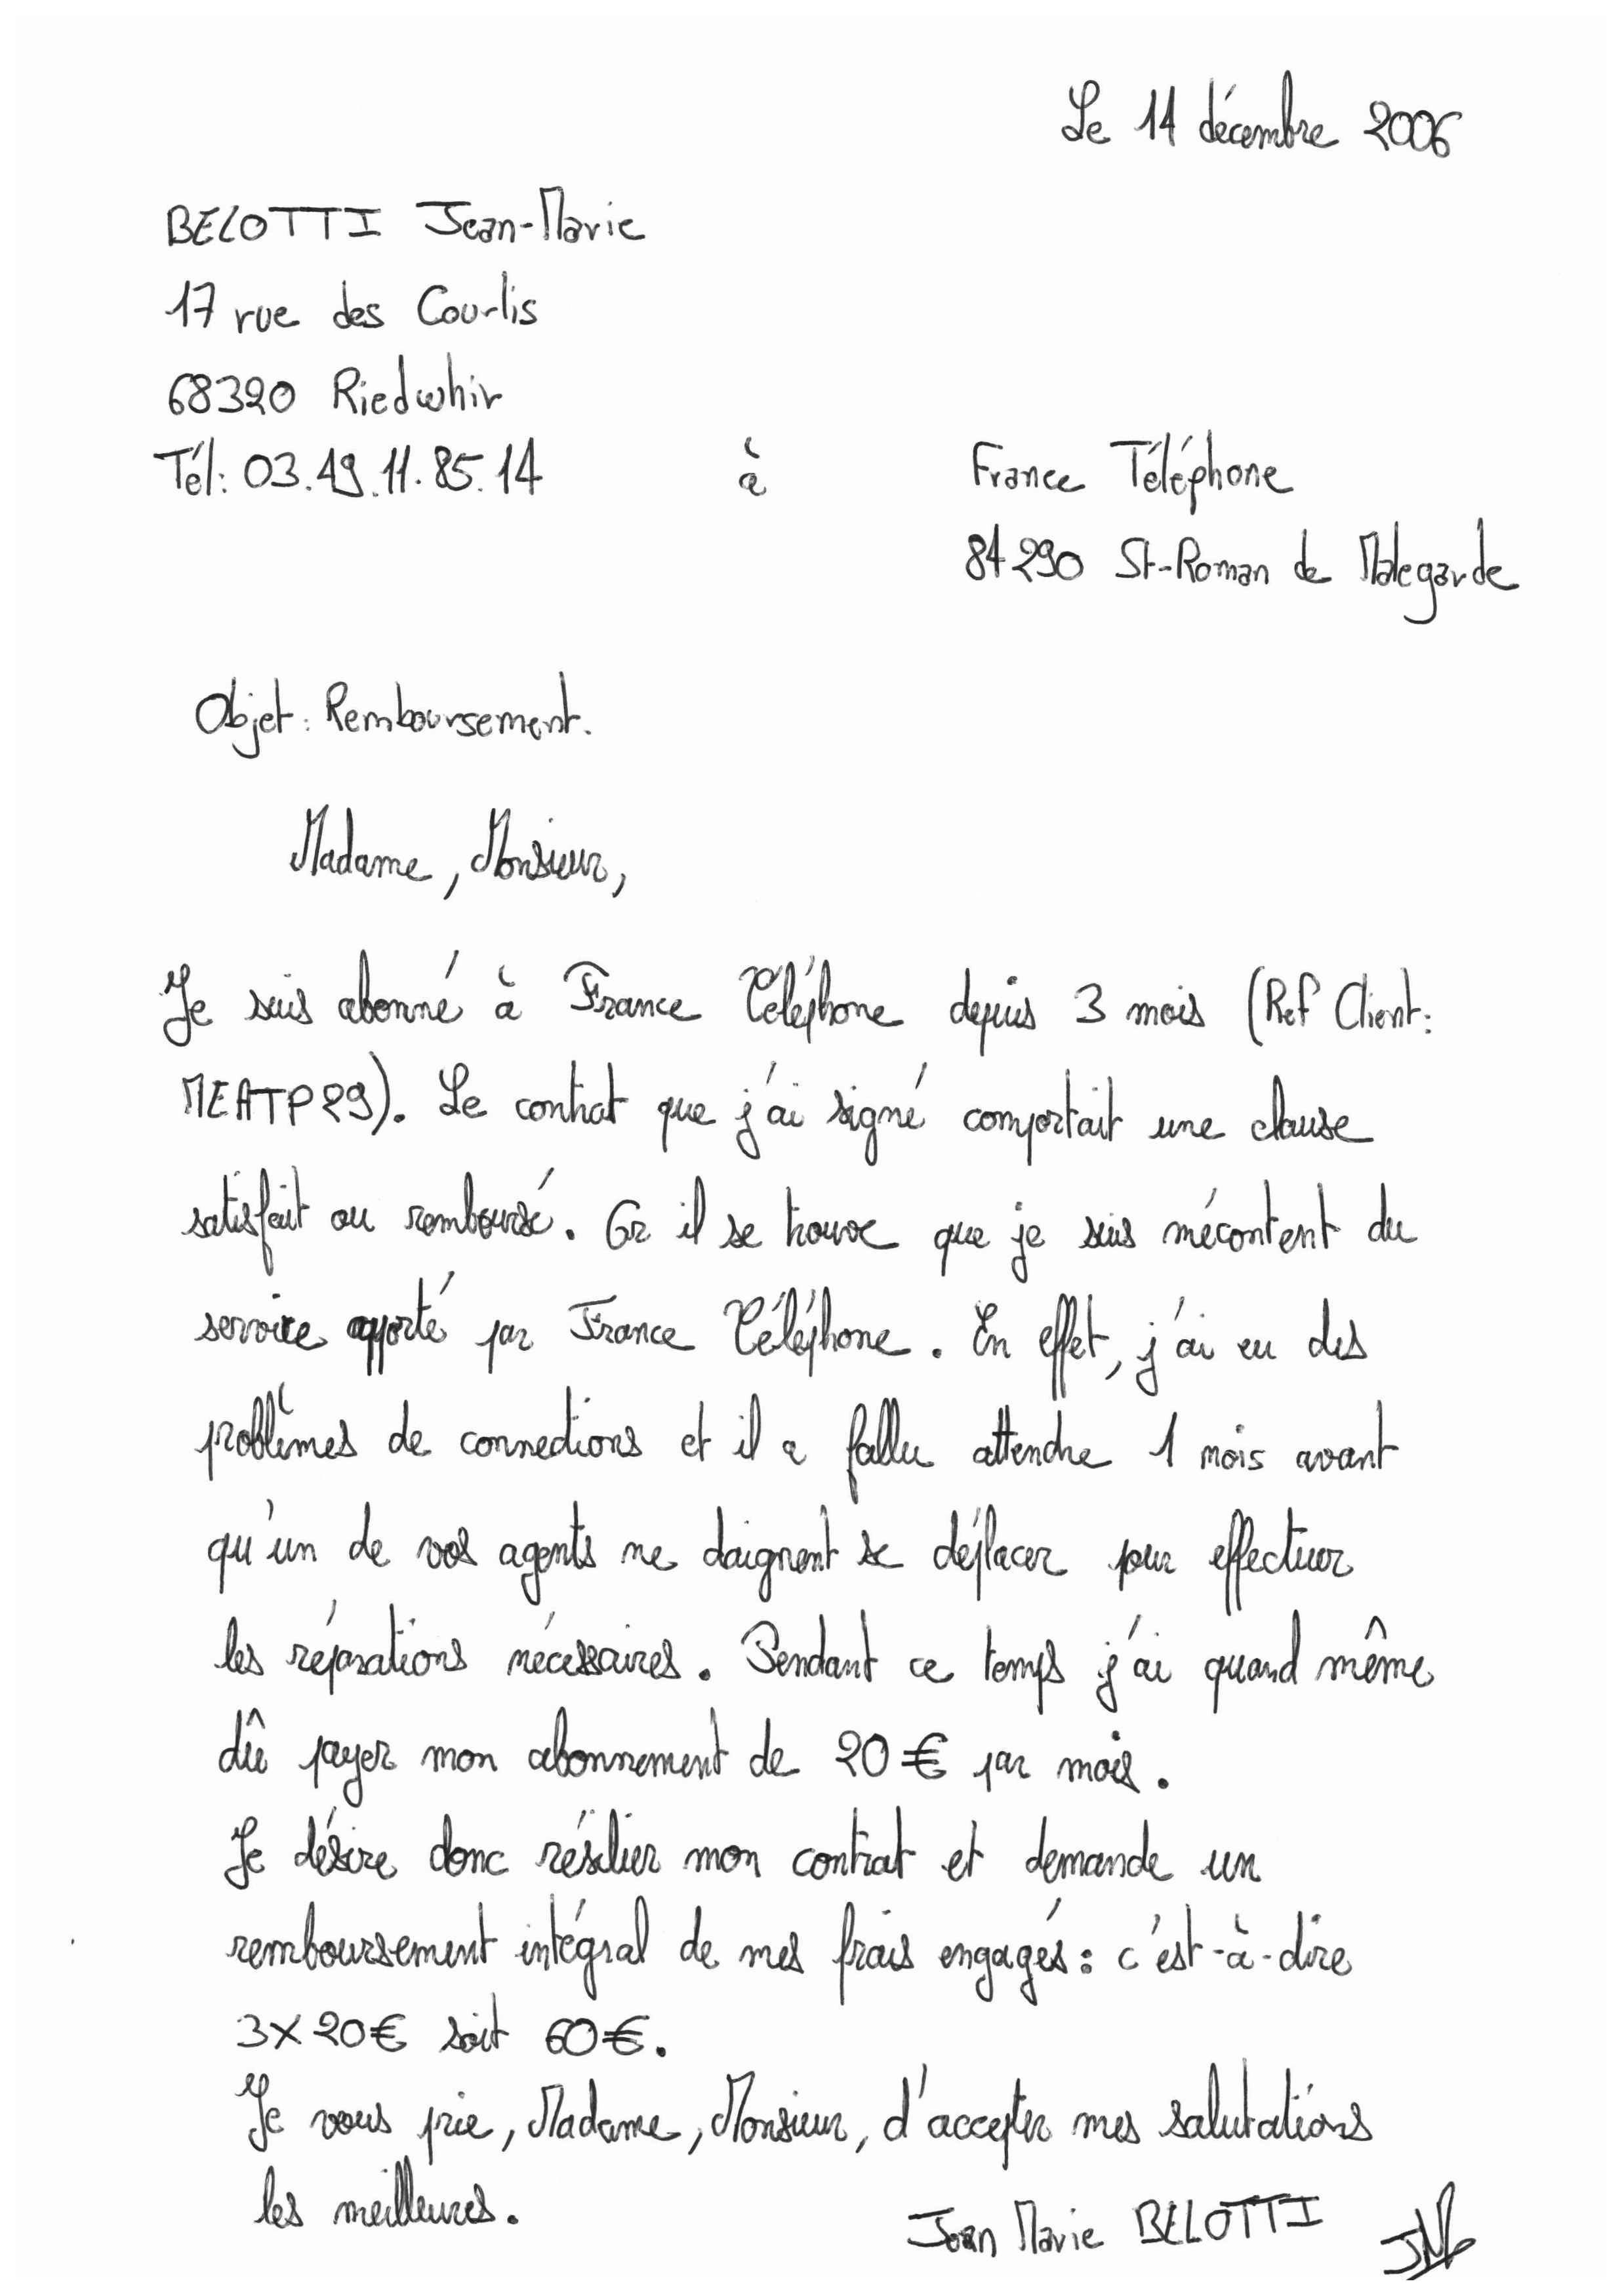 Le 11 décembre 2006
BELOTTI Jean-Marie
17 rue des Courlis
68320 Riedwhir
Tél: 03.49.11.85.14
à
France Téléphone
84290 St-Roman de Malegarde
Objet: Remboursement.
Madame, Monsieur,
Je suis abonné à France Téléphone depuis 3 mois (Ref Client:
MEATP29). Le contrat que j'ai signé comportait une clause
satisfait ou remboursé. Or il se trouve que je suis mécontent du
service apporté par France Téléphone. En effet, j'ai eu des
problèmes de connections et il a fallu attendre 1 mois avant
qu'un de vos agents ne daignent se déplacer pour effectuer
les réparations nécessaires. Pendant ce temps j'ai quand même
dû payer mon abonnement de 20€ par mois.
Je désire donc résilier mon contrat et demande un
remboursement intégral de mes frais engagés: c'est-à-dire
3x20€ soit 60€.
Je vous prie, Madame, Monsieur, d'accepter mes salutations
les meilleures.
Jean Marie BELOTTI JMB